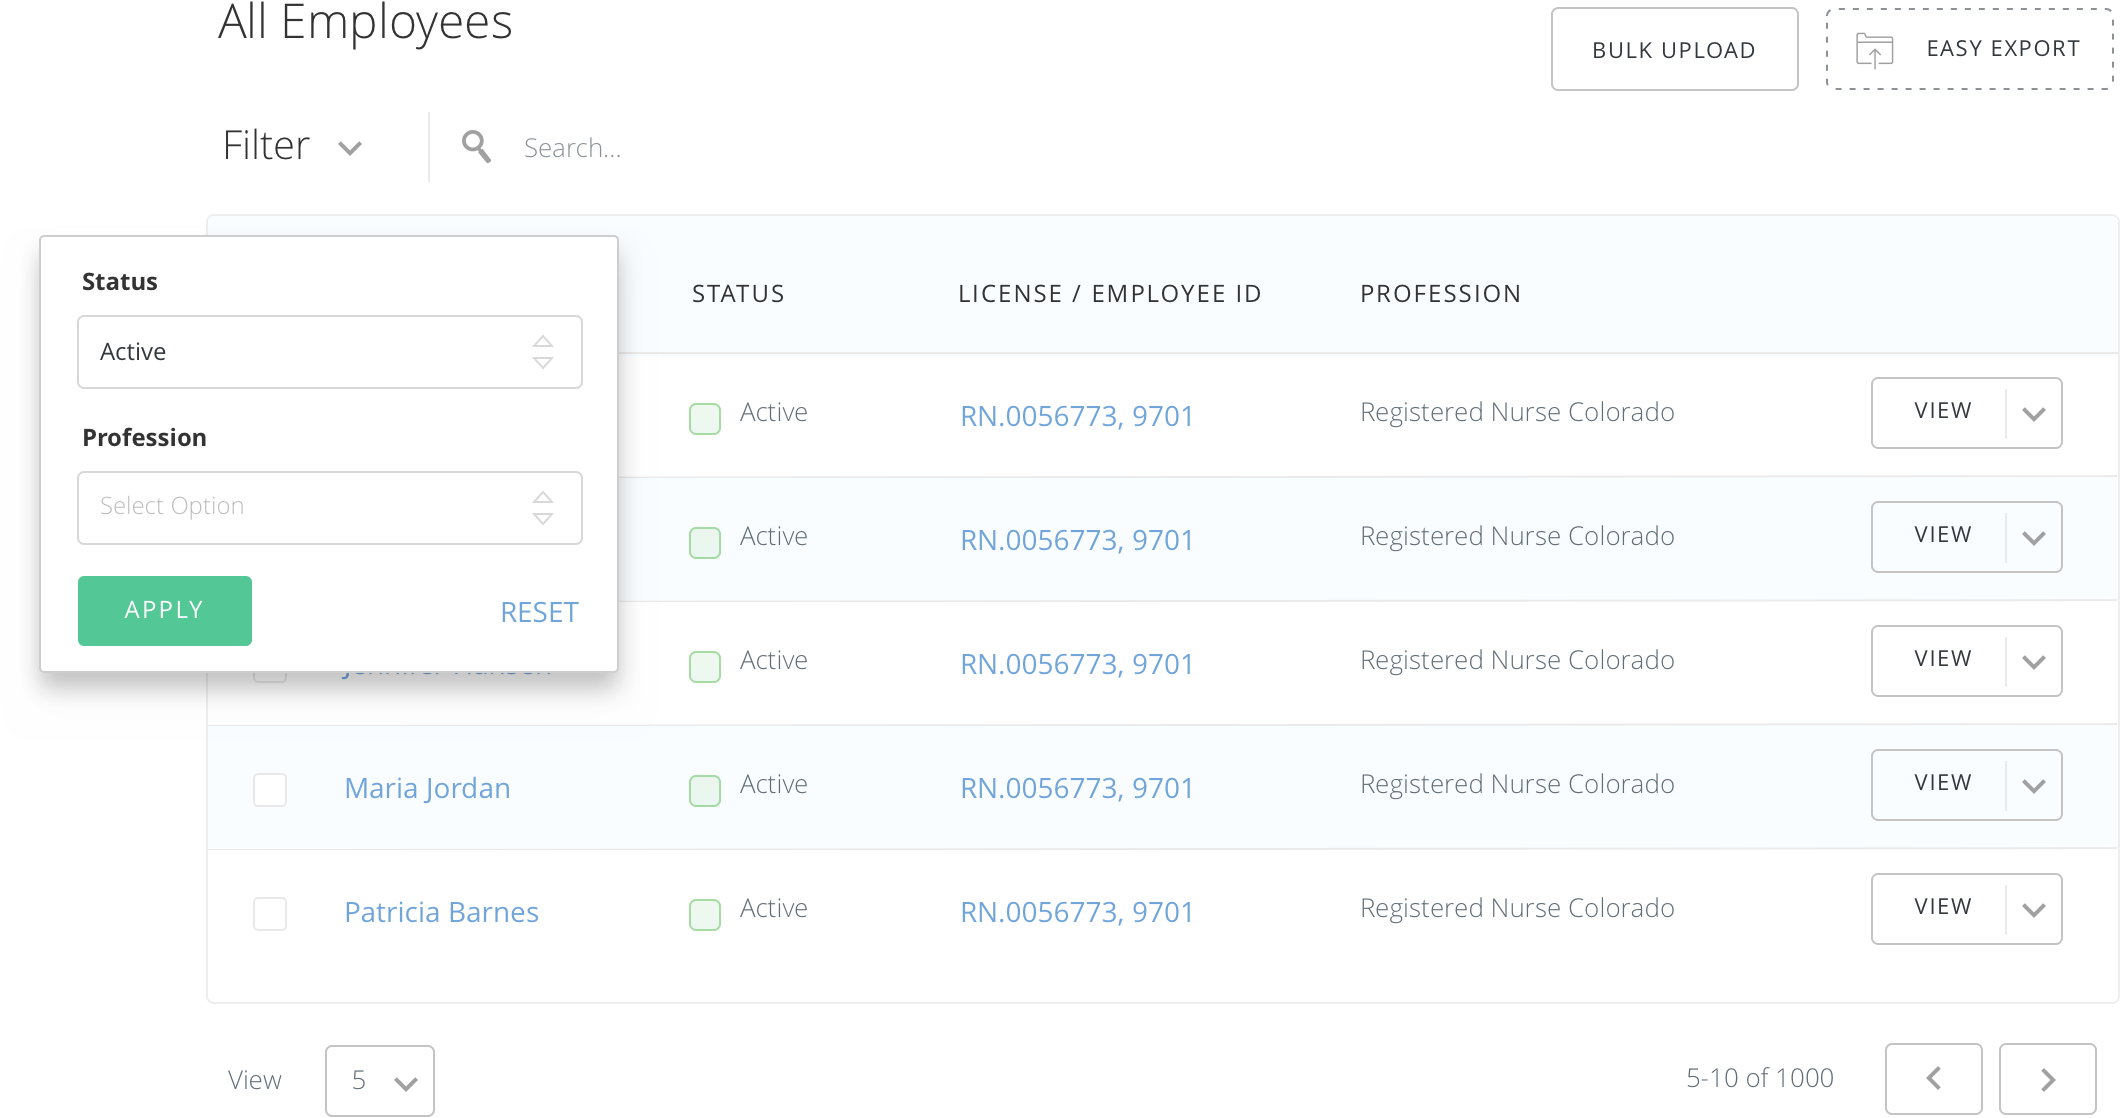 All Employees
BULK UPLOAD
EASY EXPORT
Filter
Search...
Status
Active
Profession
Select Option
APPLY
RESET
STATUS
LICENSE / EMPLOYEE ID
PROFESSION
Active
RN.0056773, 9701
Registered Nurse Colorado
VIEW
Active
RN.0056773, 9701
Registered Nurse Colorado
VIEW
Active
RN.0056773, 9701
Registered Nurse Colorado
VIEW
Maria Jordan
Active
RN.0056773, 9701
Registered Nurse Colorado
VIEW
Patricia Barnes
Active
RN.0056773, 9701
Registered Nurse Colorado
VIEW
View
5
5-10 of 1000